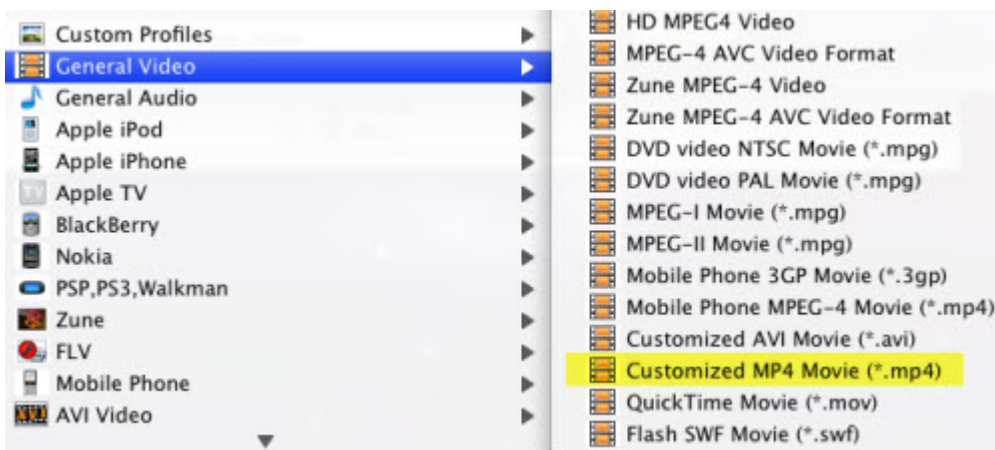 Custom Profiles
General Video
General Audio
Apple iPod
Apple iPhone
Apple TV
BlackBerry
Nokia
PSP,PS3,Walkman
Zune
FLV
Mobile Phone
AVI Video
HD MPEG4 Video
MPEG-4 AVC Video Format
Zune MPEG-4 Video
Zune MPEG-4 AVC Video Format
DVD video NTSC Movie (*.mpg)
DVD video PAL Movie (*.mpg)
MPEG-I Movie (*.mpg)
MPEG-II Movie (*.mpg)
Mobile Phone 3GP Movie (*.3gp)
Mobile Phone MPEG-4 Movie (*.mp4)
Customized AVI Movie (*.avi)
Customized MP4 Movie (*.mp4)
QuickTime Movie (*.mov)
Flash SWF Movie (*.swf)